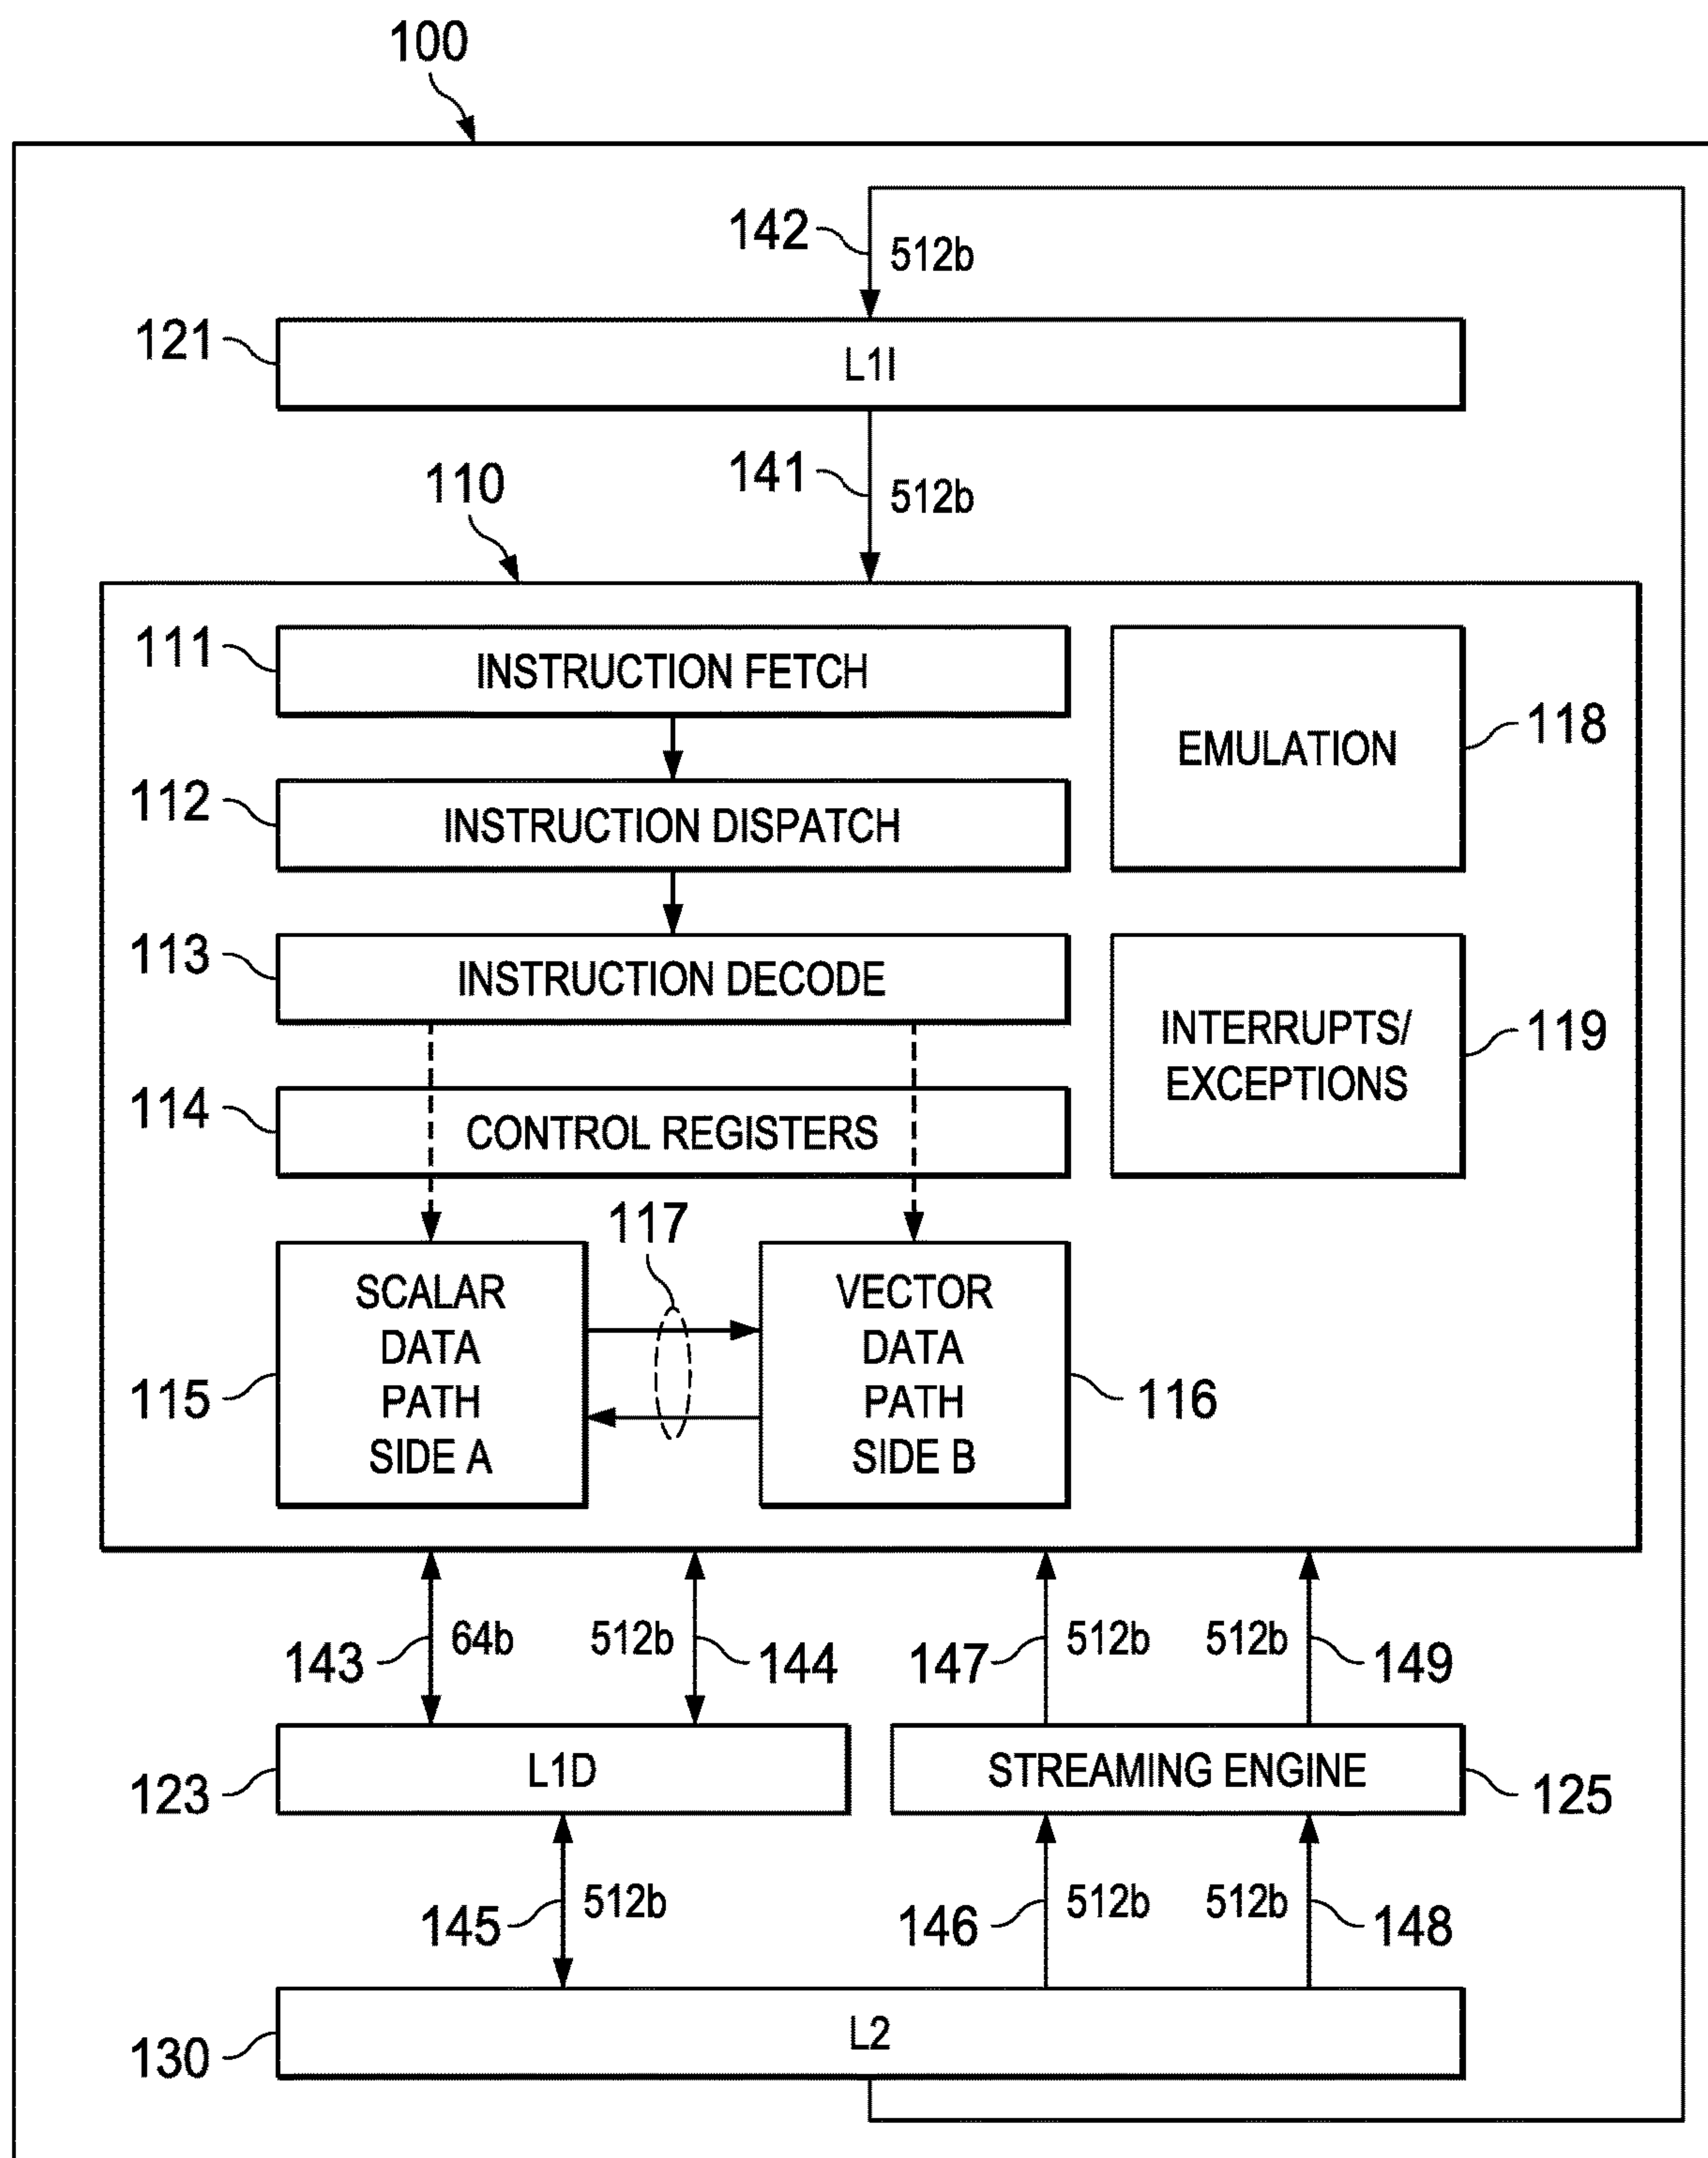 100
142
512b
121
L1I
141
512b
110
111
INSTRUCTION FETCH
118
EMULATION
112
INSTRUCTION DISPATCH
113
INSTRUCTION DECODE
119
INTERRUPTS/
EXCEPTIONS
114
CONTROL REGISTERS
117
SCALAR
DATA
PATH
SIDE A
VECTOR
DATA
PATH
SIDE B
115
116
143
64b
512b
144
147
512b
512b
149
123
L1D
STREAMING ENGINE
125
145
512b
146
512b
512b
148
130
L2